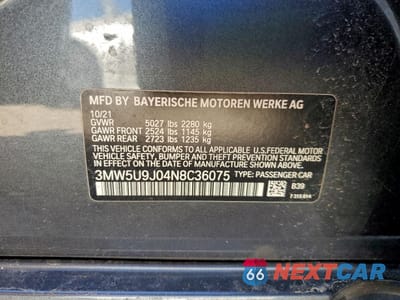 MFD BY BAYERISCHE MOTOREN WERKE AG
10/21
GVWR 5027 lbs 2280 kg
GAWR FRONT 2524 lbs 1145 kg
GAWR REAR 2723 lbs 1235 kg
THIS VEHICLE CONFORMS TO ALL APPLICABLE U.S. FEDERAL MOTOR
VEHICLE SAFETY, BUMPER, AND THEFT PREVENTION STANDARDS IN
EFFECT ON THE DATE OF MANUFACTURE SHOWN ABOVE.
3MW5U9J04N8C36075 TYPE: PASSENGER CAR
B39
66 NEXTCAR